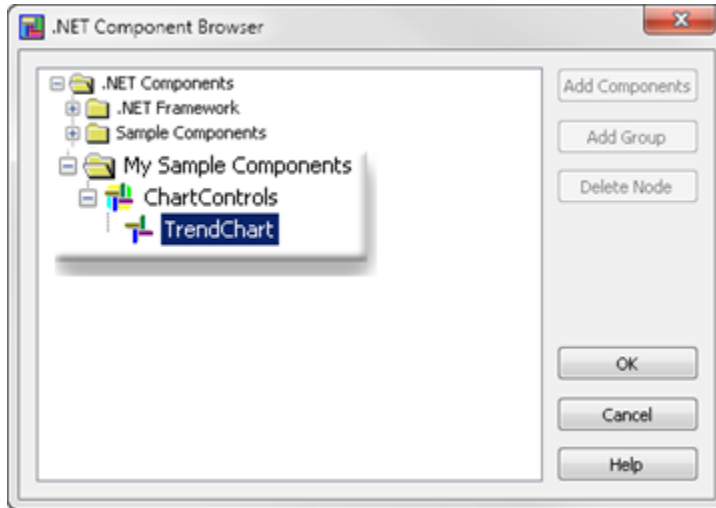 .NET Component Browser
.NET Components
.NET Framework
Sample Components
My Sample Components
ChartControls
TrendChart
Add Components
Add Group
Delete Node
OK
Cancel
Help